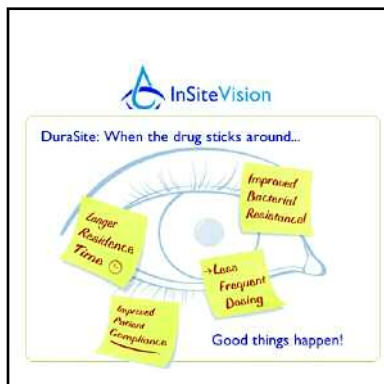 InSiteVision
DuraSite: When the drug sticks around...
Improved
Bacterial
Resistance!
Longer
Residence
Time
→Less
Frequent
Dosing
Improved
Patient
Compliance
Good things happen!